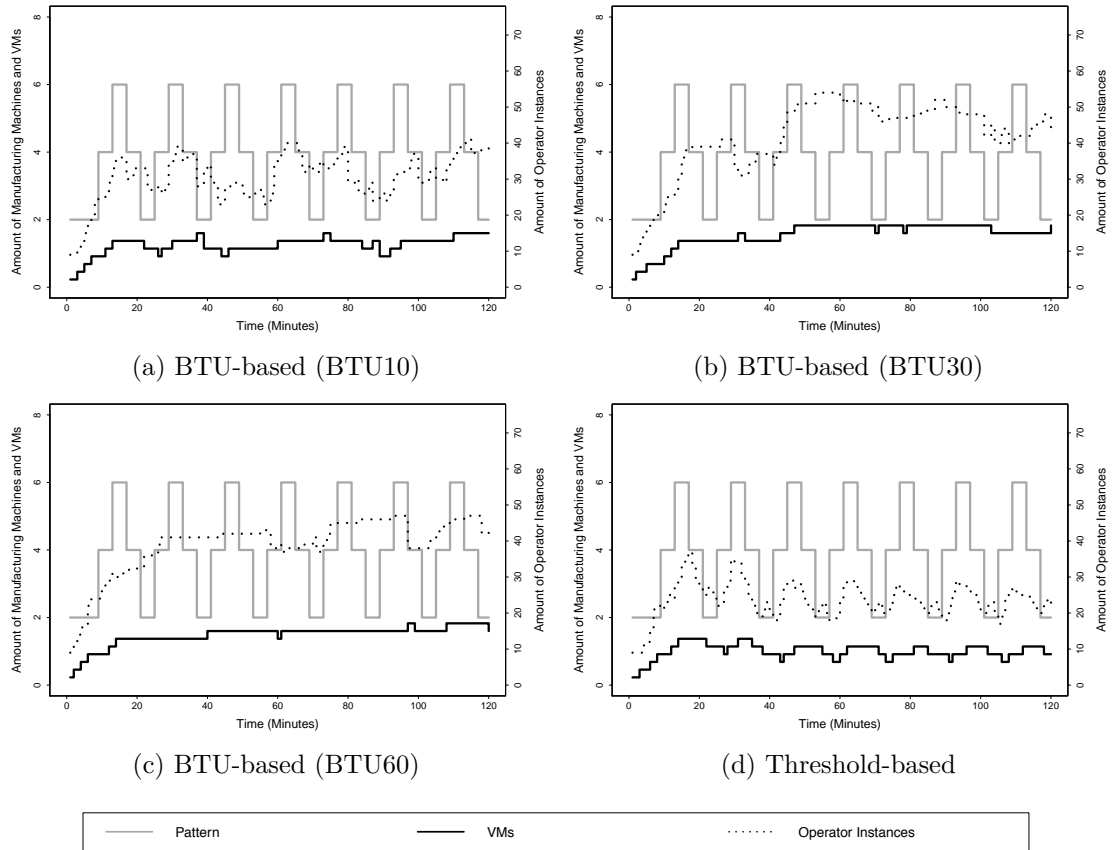 Amount of Manufacturing Machines and VMs
8
6
4
2
0
70
60
50
40
30
20
10
0
Amount of Operator Instances
0 20 40 60 80 100 120
Time (Minutes)
(a) BTU-based (BTU10)
Amount of Manufacturing Machines and VMs
8
6
4
2
0
70
60
50
40
30
20
10
0
Amount of Operator Instances
0 20 40 60 80 100 120
Time (Minutes)
(b) BTU-based (BTU30)
Amount of Manufacturing Machines and VMs
8
6
4
2
0
70
60
50
40
30
20
10
0
Amount of Operator Instances
0 20 40 60 80 100 120
Time (Minutes)
(c) BTU-based (BTU60)
Amount of Manufacturing Machines and VMs
8
6
4
2
0
70
60
50
40
30
20
10
0
Amount of Operator Instances
0 20 40 60 80 100 120
Time (Minutes)
(d) Threshold-based
Pattern VMs Operator Instances